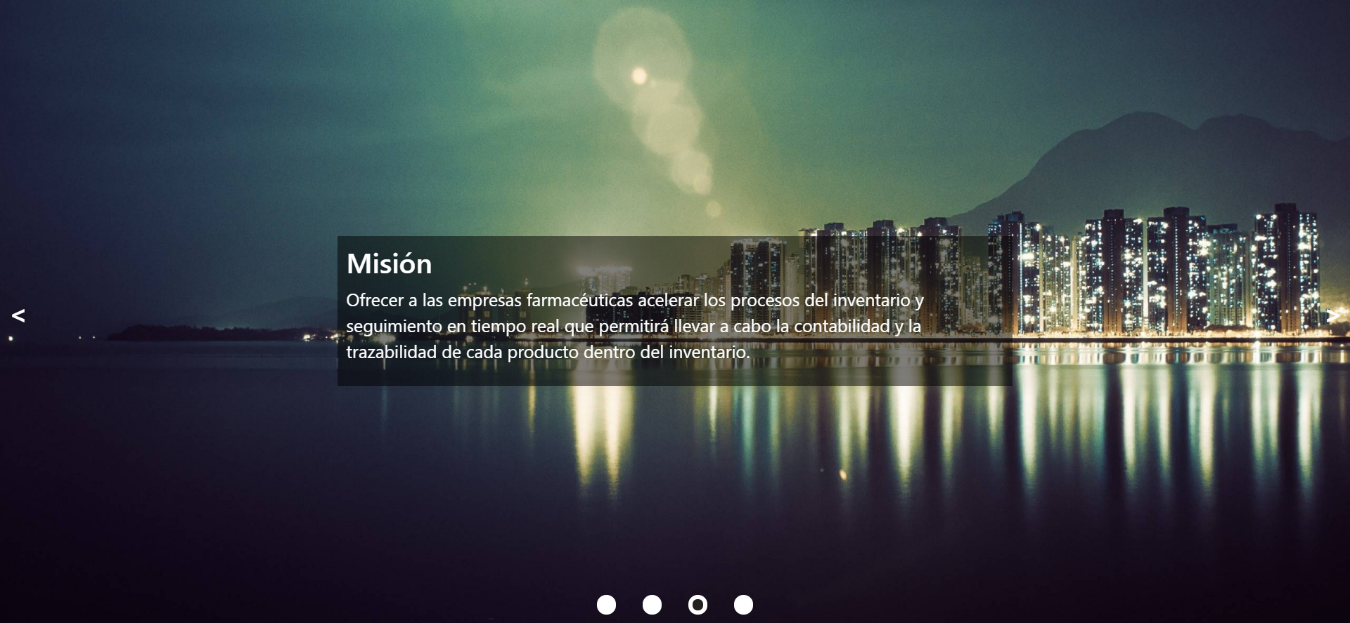 Misión
Ofrecer a las empresas farmacéuticas acelerar los procesos del inventario y
seguimiento en tiempo real que permitirá llevar a cabo la contabilidad y la
trazabilidad de cada producto dentro del inventario.
<